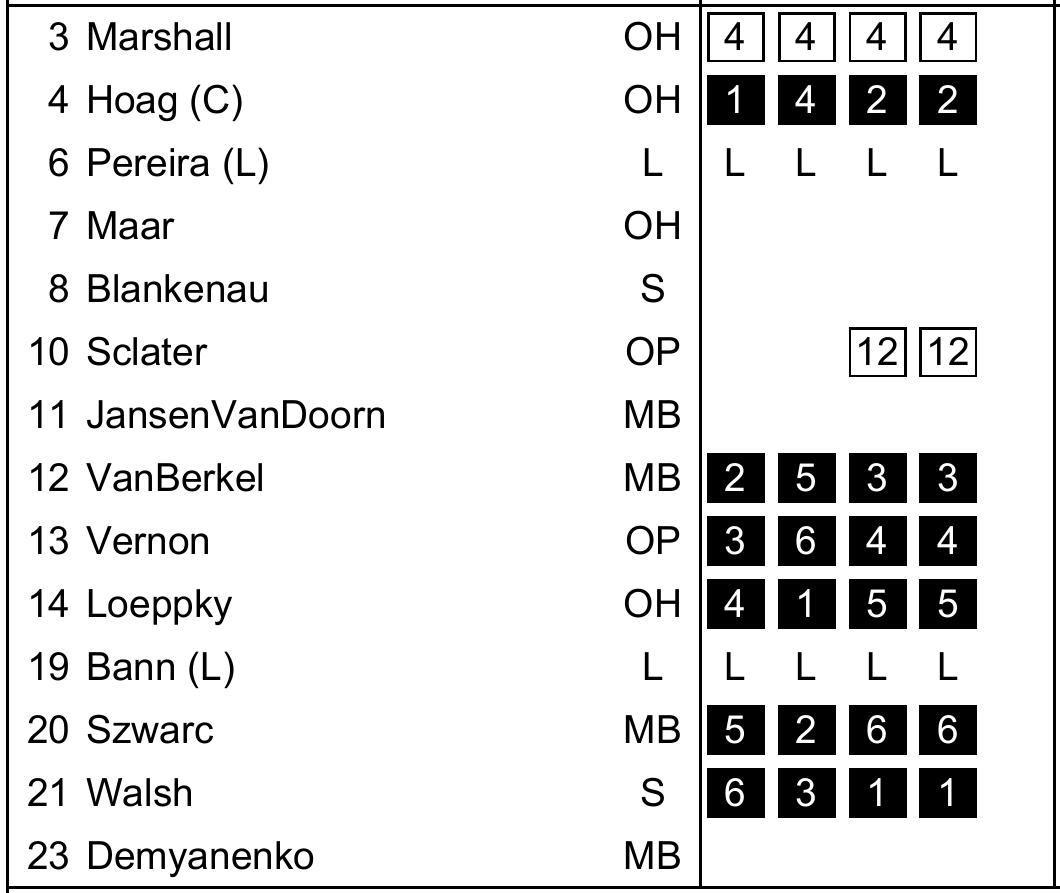 3 Marshall OH 4 4 4 4
4 Hoag (C) OH 1 4 2 2
6 Pereira (L) L L L L L
7 Maar OH
8 Blankenau S
10 Sclater OP 12 12
11 JansenVanDoorn MB
12 VanBerkel MB 2 5 3 3
13 Vernon OP 3 6 4 4
14 Loeppky OH 4 1 5 5
19 Bann (L) L L L L L
20 Szwarc MB 5 2 6 6
21 Walsh S 6 3 1 1
23 Demyanenko MB